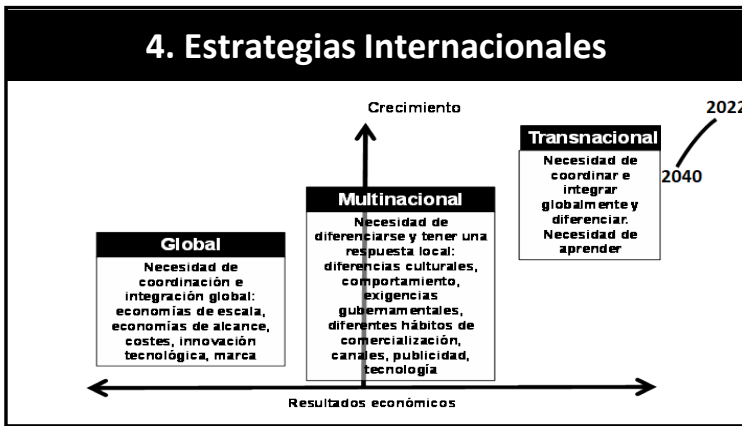 4. Estrategias Internacionales
Crecimiento
2022
Transnacional
Necesidad de
coordinar e
integrar
globalmente y
diferenciar.
Necesidad de
aprender
2040
Multinacional
Necesidad de
diferenciarse y tener una
respuesta local:
diferencias culturales,
comportamiento,
exigencias
gubernamentales,
diferentes hábitos de
comercialización,
canales, publicidad,
tecnología
Global
Necesidad de
coordinación e
integración global:
economías de escala,
economías de alcance,
costes, innovación
tecnológica, marca
Resultados económicos